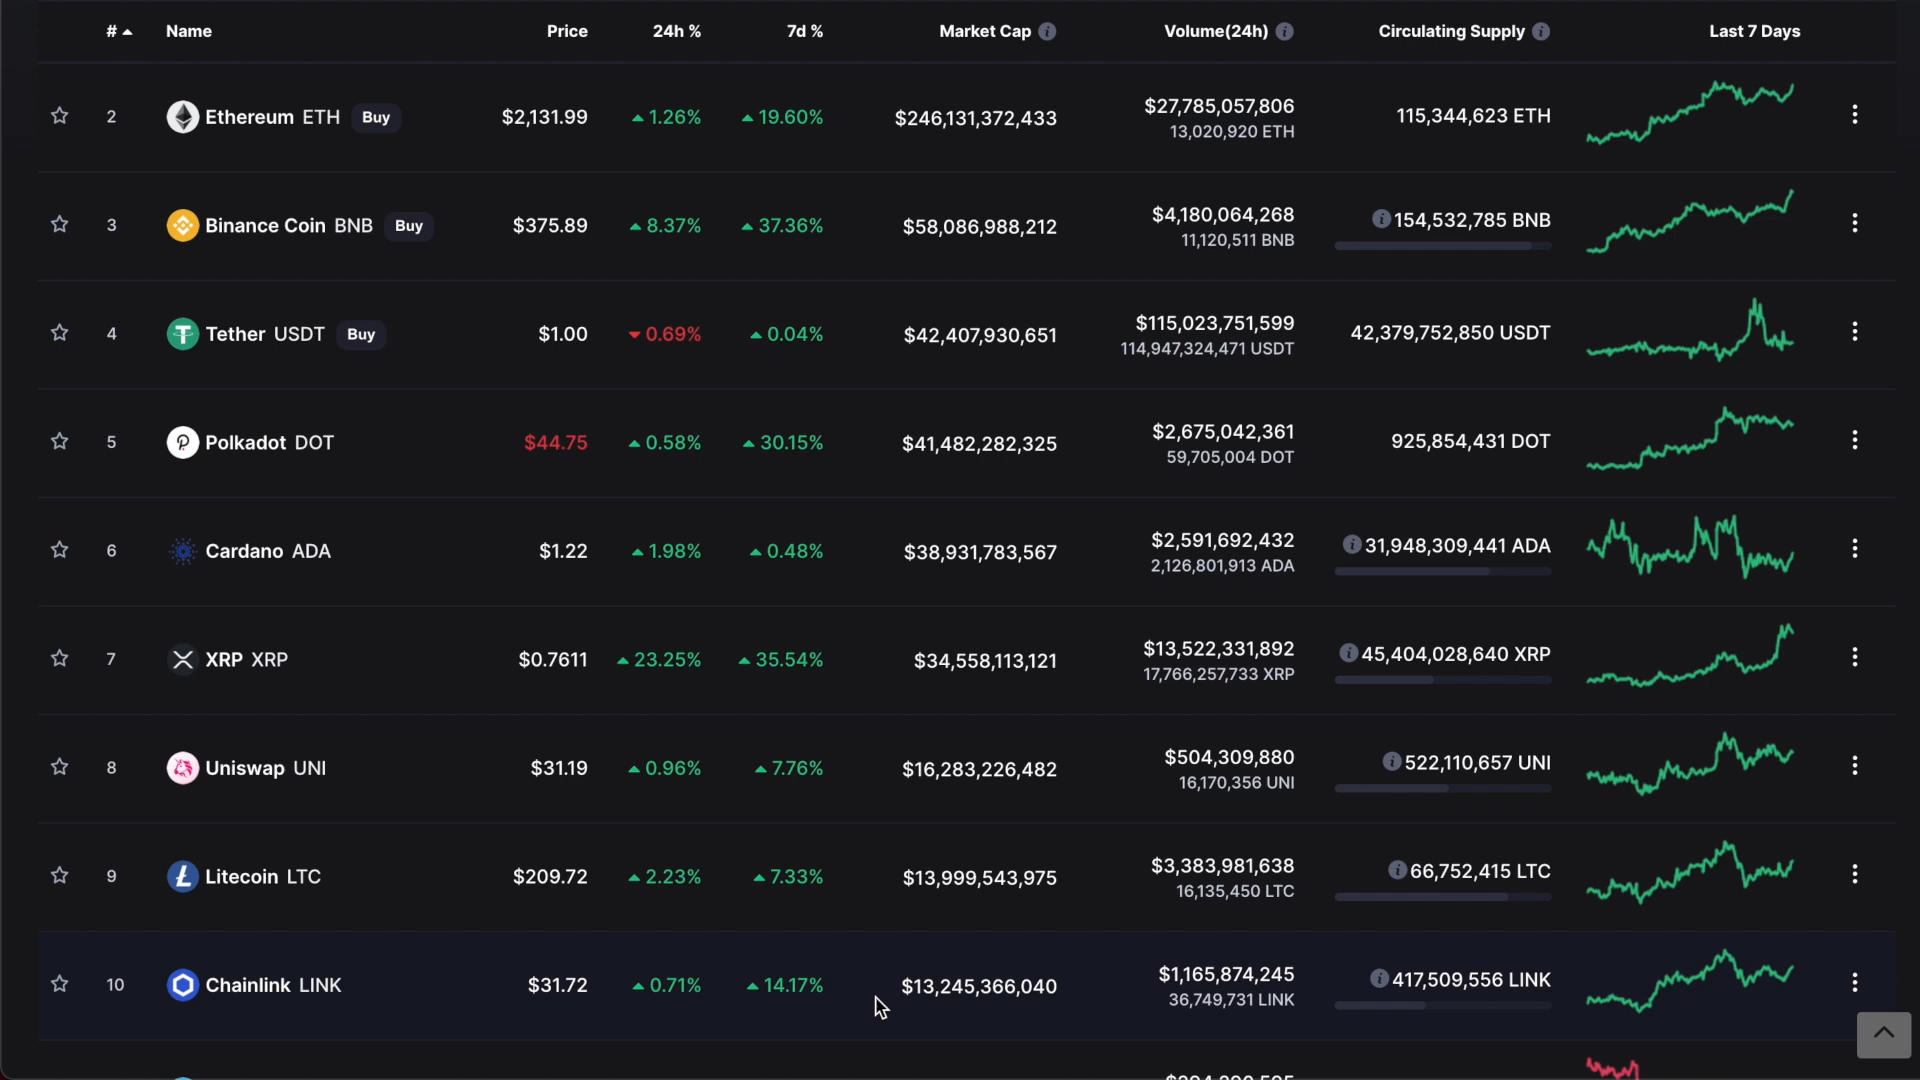 # Name Price 24h % 7d % Market Cap Volume(24h) Circulating Supply Last 7 Days
2 Ethereum ETH Buy $2,131.99 1.26% 19.60% $246,131,372,433 $27,785,057,806 115,344,623 ETH
13,020,920 ETH
3 Binance Coin BNB Buy $375.89 8.37% 37.36% $58,086,988,212 $4,180,064,268 154,532,785 BNB
11,120,511 BNB
4 Tether USDT Buy $1.00 0.69% 0.04% $42,407,930,651 $115,023,751,599 42,379,752,850 USDT
114,947,324,471 USDT
5 Polkadot DOT $44.75 0.58% 30.15% $41,482,282,325 $2,675,042,361 925,854,431 DOT
59,705,004 DOT
6 Cardano ADA $1.22 1.98% 0.48% $38,931,783,567 $2,591,692,432 31,948,309,441 ADA
2,126,801,913 ADA
7 XRP XRP $0.7611 23.25% 35.54% $34,558,113,121 $13,522,331,892 45,404,028,640 XRP
17,766,257,733 XRP
8 Uniswap UNI $31.19 0.96% 7.76% $16,283,226,482 $504,309,880 522,110,657 UNI
16,170,356 UNI
9 Litecoin LTC $209.72 2.23% 7.33% $13,999,543,975 $3,383,981,638 66,752,415 LTC
16,135,450 LTC
10 Chainlink LINK $31.72 0.71% 14.17% $13,245,366,040 $1,165,874,245 417,509,556 LINK
36,749,731 LINK